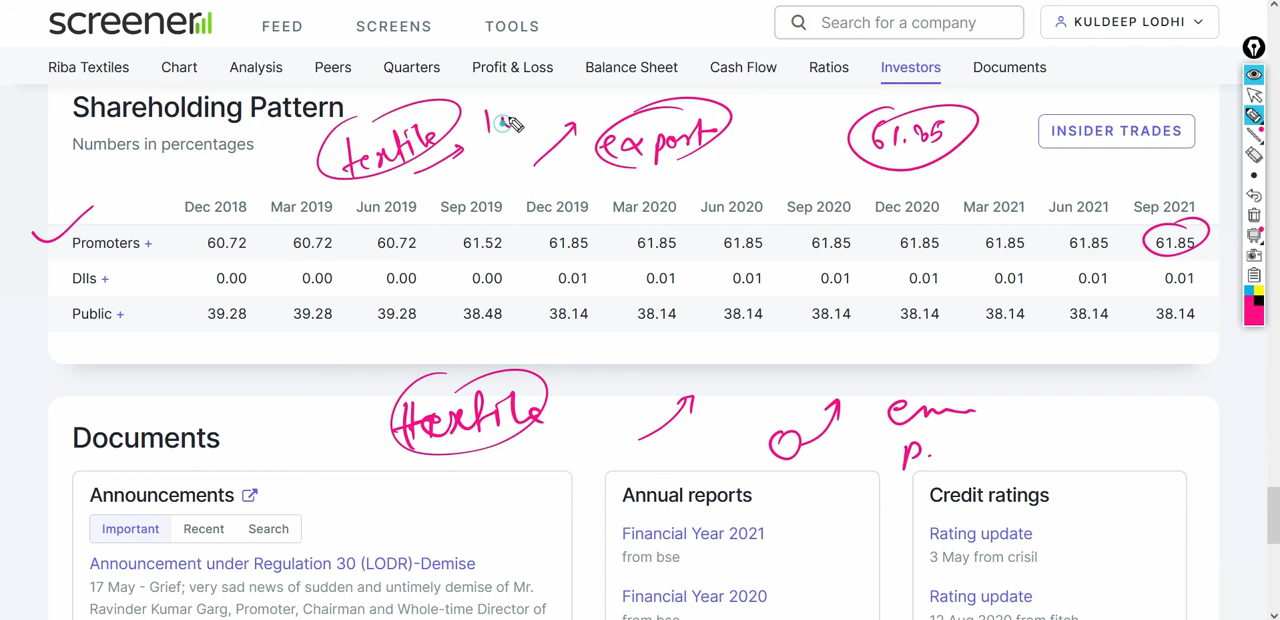 screener FEED SCREENS TOOLS Search for a company KULDEEP LODHI
Riba Textiles Chart Analysis Peers Quarters Profit & Loss Balance Sheet Cash Flow Ratios Investors Documents
Shareholding Pattern
Numbers in percentages
textile
export
61.85
INSIDER TRADES
Dec 2018 Mar 2019 Jun 2019 Sep 2019 Dec 2019 Mar 2020 Jun 2020 Sep 2020 Dec 2020 Mar 2021 Jun 2021 Sep 2021
Promoters + 60.72 60.72 60.72 61.52 61.85 61.85 61.85 61.85 61.85 61.85 61.85 61.85
DIIs + 0.00 0.00 0.00 0.00 0.01 0.01 0.01 0.01 0.01 0.01 0.01 0.01
Public + 39.28 39.28 39.28 38.48 38.14 38.14 38.14 38.14 38.14 38.14 38.14 38.14
textile
p.
Documents
Announcements
Important Recent Search
Announcement under Regulation 30 (LODR)-Demise
17 May - Grief; very sad news of sudden and untimely demise of Mr.
Ravinder Kumar Garg, Promoter, Chairman and Whole-time Director of
Annual reports
Financial Year 2021
from bse
Financial Year 2020
from bse
Credit ratings
Rating update
3 May from crisil
Rating update
12 Aug 2020 from fitch